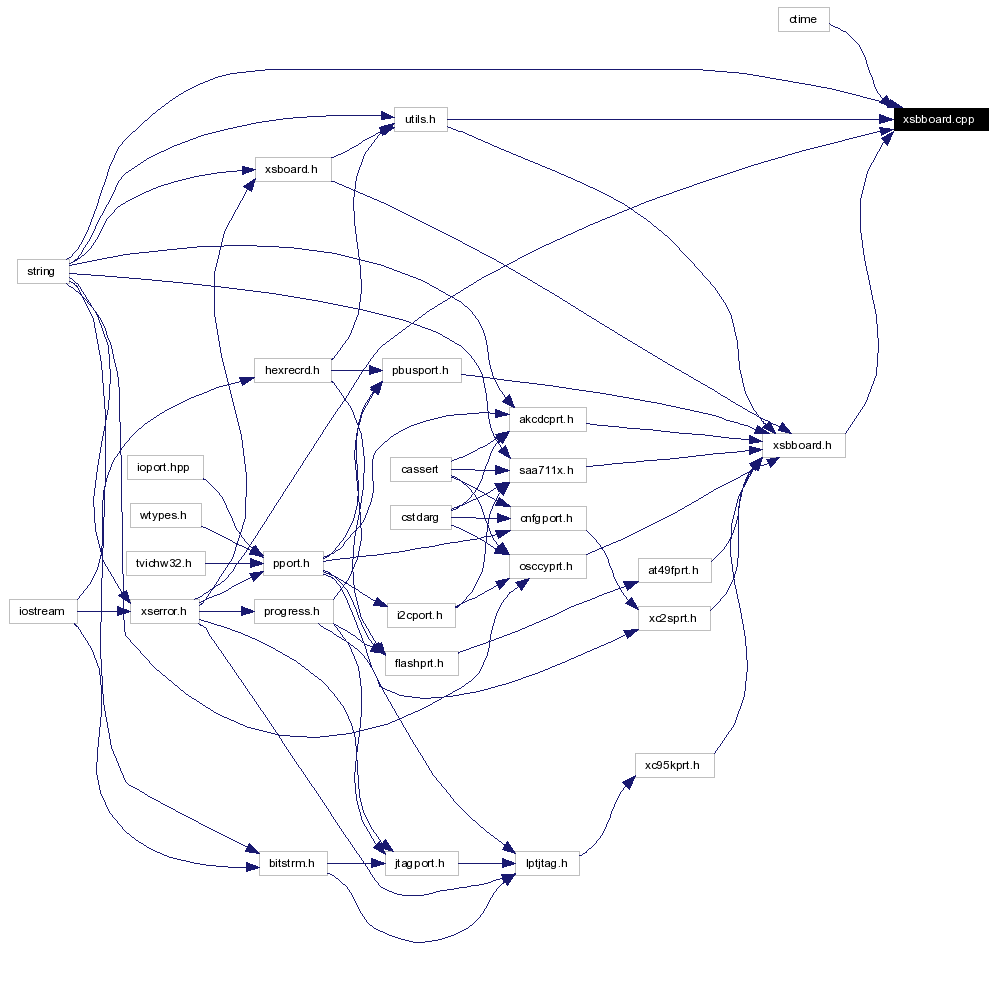 ctime
utils.h
xsbboard.cpp
xsboard.h
string
hexrecrd.h
pbusport.h
akcdcprt.h
xsbboard.h
ioport.hpp
cassert
saa711x.h
wtypes.h
cstdarg
cnfgport.h
tvichw32.h
pport.h
osccyprt.h
at49fprt.h
iostream
xserror.h
progress.h
i2cport.h
xc2sprt.h
flashprt.h
xc95kprt.h
bitstrm.h
jtagport.h
lptjtag.h